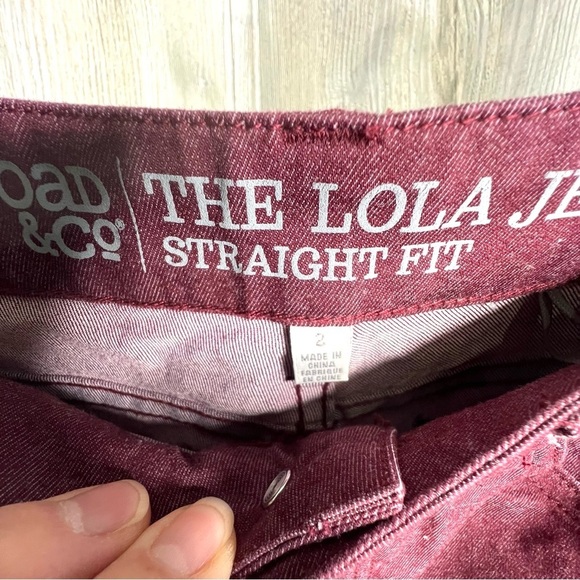 OAD
&CO®
THE LOLA JE
STRAIGHT FIT
2
MADE IN
CHINA
FABRIQUE
EN CHINE